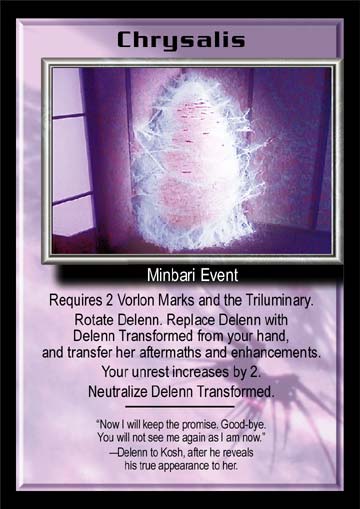 Chrysalis
Minbari Event
Requires 2 Vorlon Marks and the Triluminary.
Rotate Delenn. Replace Delenn with
Delenn Transformed from your hand,
and transfer her aftermaths and enhancements.
Your unrest increases by 2.
Neutralize Delenn Transformed.
“Now I will keep the promise. Good-bye.
You will not see me again as I am now.”
—Delenn to Kosh, after he reveals
his true appearance to her.